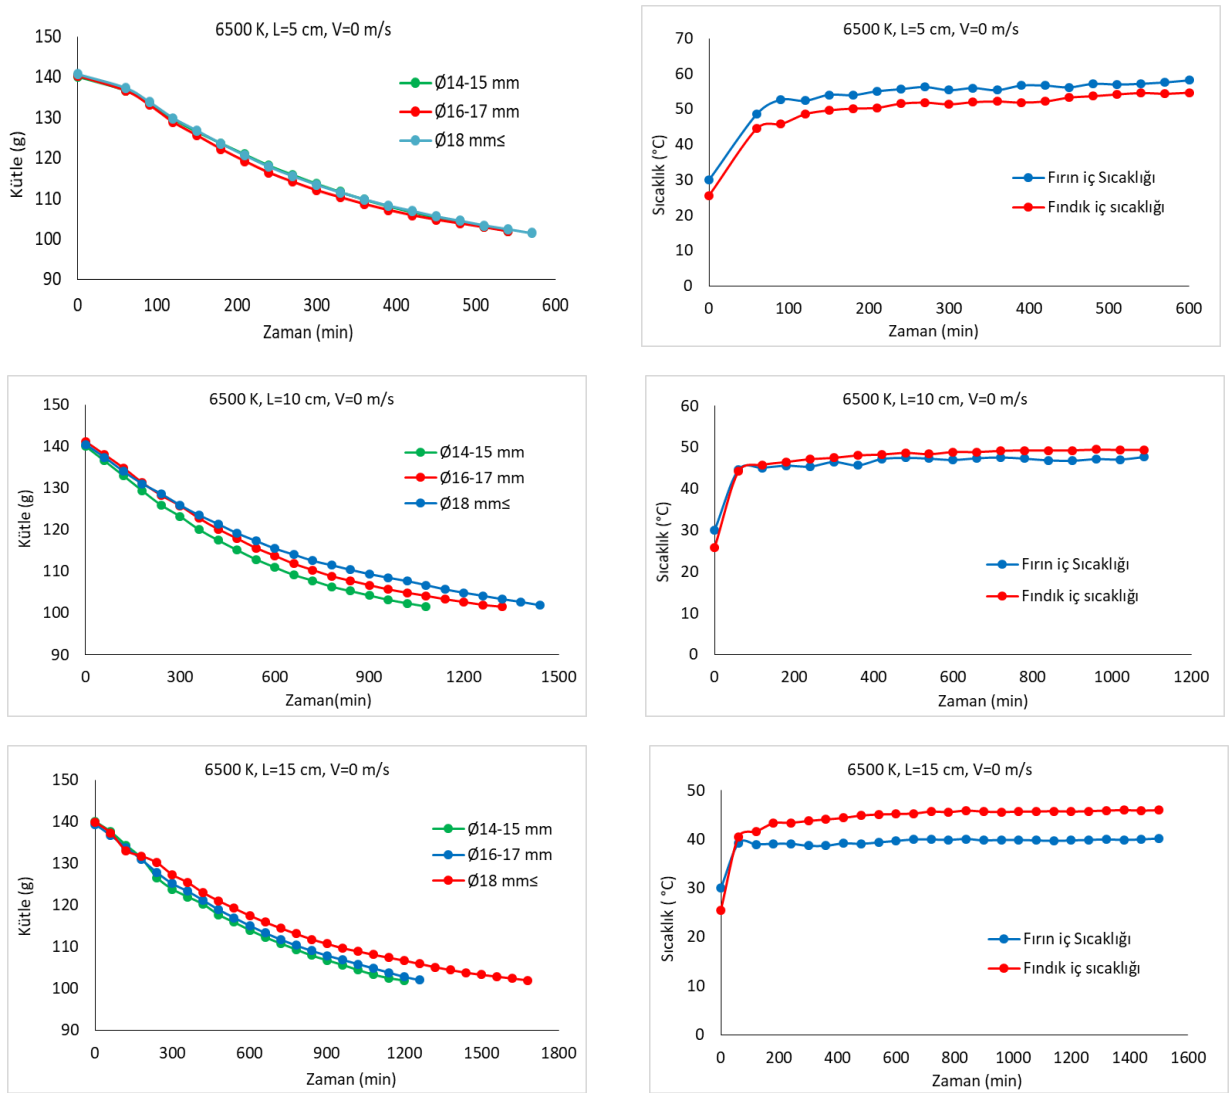 6500 K, L=5 cm, V=0 m/s
150
140
130
120
110
100
90
Kütle (g)
Ø14-15 mm
Ø16-17 mm
Ø18 mm≤
0 100 200 300 400 500 600
Zaman (min)
6500 K, L=5 cm, V=0 m/s
70
60
50
40
30
20
10
0
Sıcaklık (°C)
Fırın iç Sıcaklığı
Fındık iç sıcaklığı
0 100 200 300 400 500 600
Zaman (min)
6500 K, L=10 cm, V=0 m/s
150
140
130
120
110
100
90
Kütle (g)
Ø14-15 mm
Ø16-17 mm
Ø18 mm≤
0 300 600 900 1200 1500
Zaman(min)
6500 K, L=10 cm, V=0 m/s
60
50
40
30
20
10
0
Sıcaklık (°C)
Fırın iç Sıcaklığı
Fındık iç sıcaklığı
0 200 400 600 800 1000 1200
Zaman (min)
6500 K, L=15 cm, V=0 m/s
150
140
130
120
110
100
90
Kütle (g)
Ø14-15 mm
Ø16-17 mm
Ø18 mm≤
0 300 600 900 1200 1500 1800
Zaman (min)
6500 K, L=15 cm, V=0 m/s
50
40
30
20
10
0
Sıcaklık ( °C)
Fırın iç Sıcaklığı
Fındık iç sıcaklığı
0 200 400 600 800 1000 1200 1400 1600
Zaman (min)